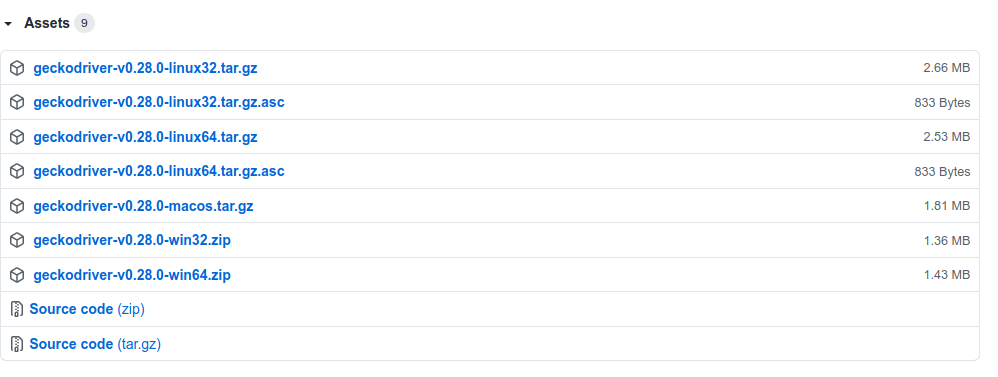 Assets 9
geckodriver-v0.28.0-linux32.tar.gz 2.66 MB
geckodriver-v0.28.0-linux32.tar.gz.asc 833 Bytes
geckodriver-v0.28.0-linux64.tar.gz 2.53 MB
geckodriver-v0.28.0-linux64.tar.gz.asc 833 Bytes
geckodriver-v0.28.0-macos.tar.gz 1.81 MB
geckodriver-v0.28.0-win32.zip 1.36 MB
geckodriver-v0.28.0-win64.zip 1.43 MB
Source code (zip)
Source code (tar.gz)